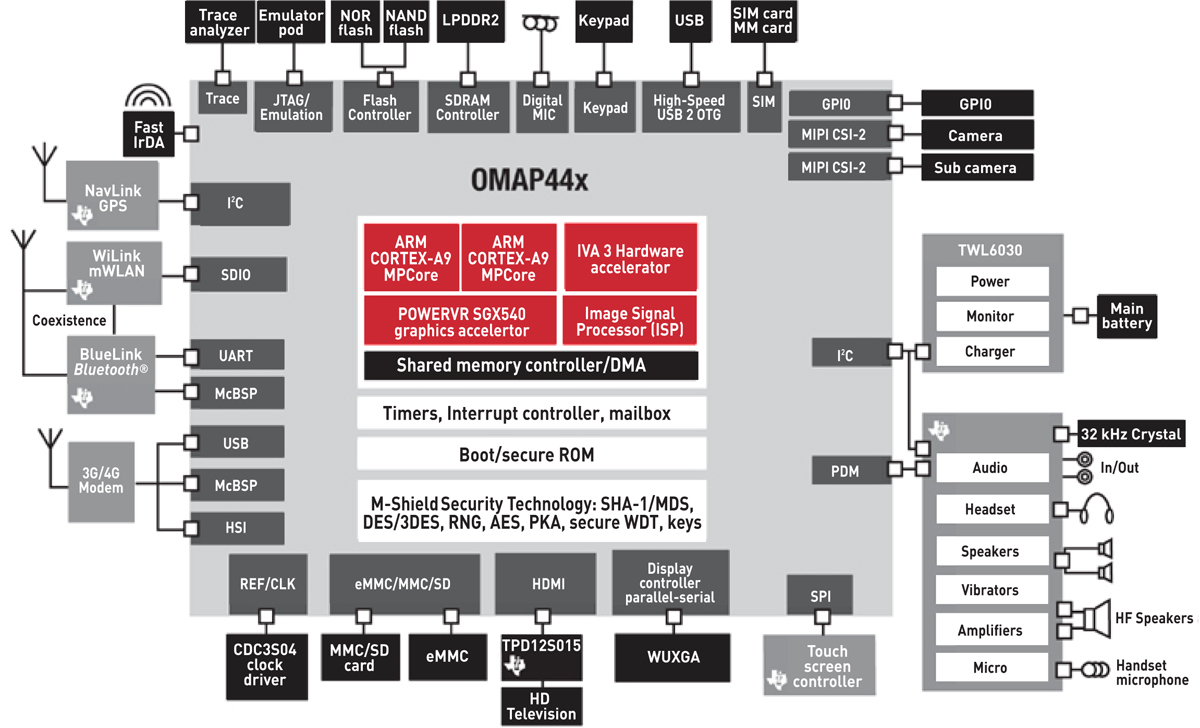 Trace
analyzer
Emulator
pod
NOR
flash
NAND
flash
LPDDR2
Keypad
USB
SIM card
MM card
Trace
JTAG/
Emulation
Flash
Controller
SDRAM
Controller
Digital
MIC
Keypad
High-Speed
USB 2 OTG
SIM
GPI0
GPI0
MIPI CSI-2
Camera
MIPI CSI-2
Sub camera
Fast
IrDA
OMAP44x
NavLink
GPS
I²C
WiLink
mWLAN
SDIO
Coexistence
BlueLink
Bluetooth®
UART
McBSP
3G/4G
Modem
USB
McBSP
HSI
ARM
CORTEX-A9
MPCore
ARM
CORTEX-A9
MPCore
IVA 3 Hardware
accelerator
POWERVR SGX540
graphics accelertor
Image Signal
Processor (ISP)
Shared memory controller/DMA
Timers, Interrupt controller, mailbox
Boot/secure ROM
M-Shield Security Technology: SHA-1/MDS,
DES/3DES, RNG, AES, PKA, secure WDT, keys
TWL6030
Power
Monitor
Charger
Main
battery
I²C
PDM
32 kHz Crystal
Audio
In/Out
Headset
Speakers
Vibrators
Amplifiers
HF Speakers
Micro
Handset
microphone
REF/CLK
eMMC/MMC/SD
HDMI
Display
controller
parallel-serial
SPI
CDC3S04
clock
driver
MMC/SD
card
eMMC
TPD12S015
HD
Television
WUXGA
Touch
screen
controller